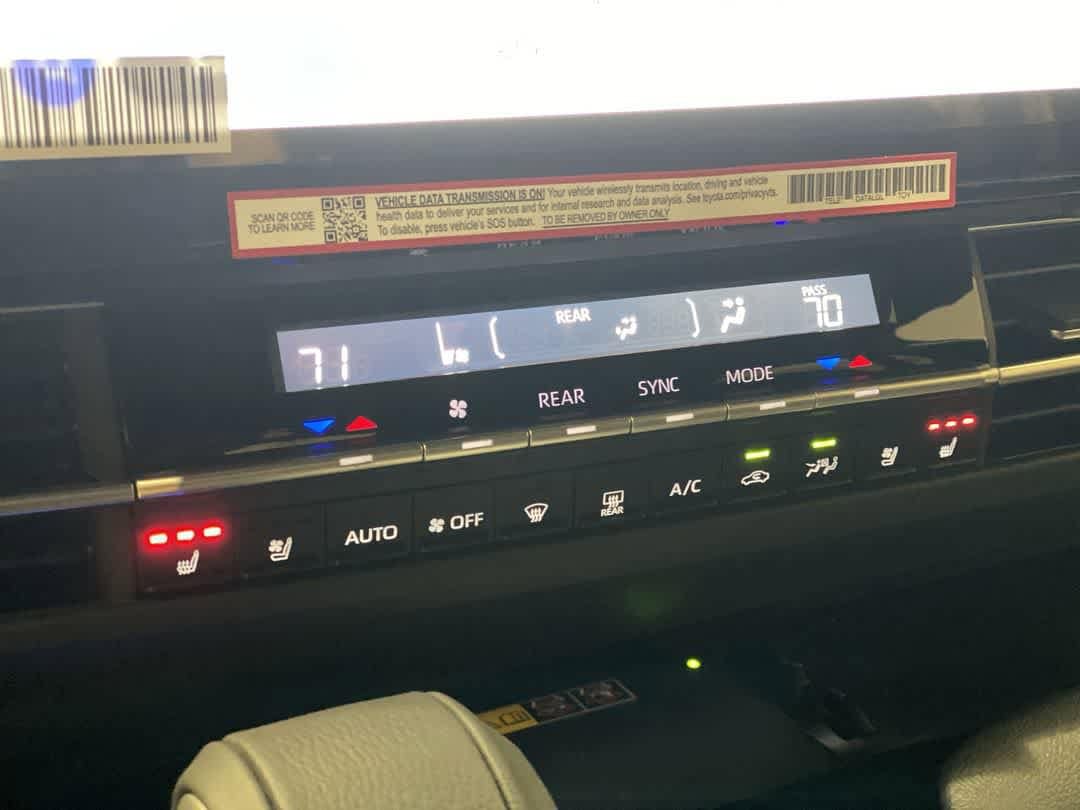 SCAN QR CODE
TO LEARN MORE
VEHICLE DATA TRANSMISSION IS ON! Your vehicle wirelessly transmits location, driving and vehicle
health data to deliver your services and for internal research and data analysis. See toyota.com/privacyvts.
To disable, press vehicle's SOS button. TO BE REMOVED BY OWNER ONLY
DATALBL TOY
71
REAR
PASS
70
REAR
SYNC
MODE
AUTO
OFF
REAR
A/C